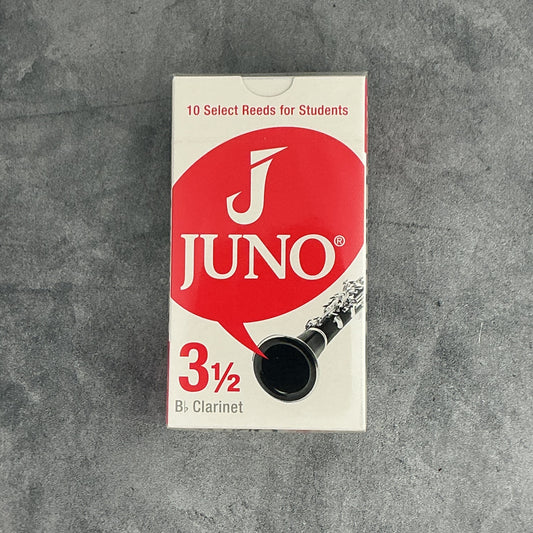 10 Select Reeds for Students
J
JUNO®
3½
B♭ Clarinet